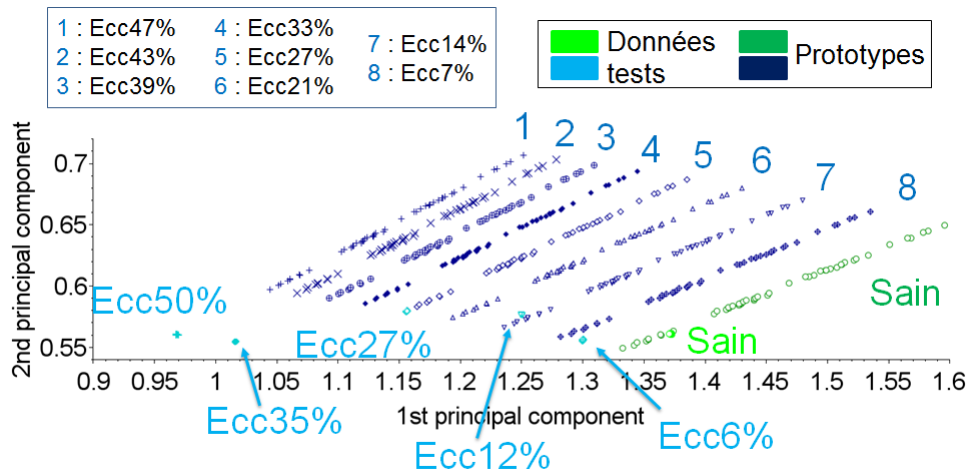 1 : Ecc47% 4 : Ecc33% 7 : Ecc14%
2 : Ecc43% 5 : Ecc27% 8 : Ecc7%
3 : Ecc39% 6 : Ecc21%
Données tests
Prototypes
1 2 3 4 5 6 7 8
2nd principal component
0.7
0.65
0.6
0.55
Ecc50%
Ecc27%
Sain
Sain
0.9 0.95 1 1.05 1.1 1.15 1.2 1.25 1.3 1.35 1.4 1.45 1.5 1.55 1.6
1st principal component
Ecc35%
Ecc12%
Ecc6%